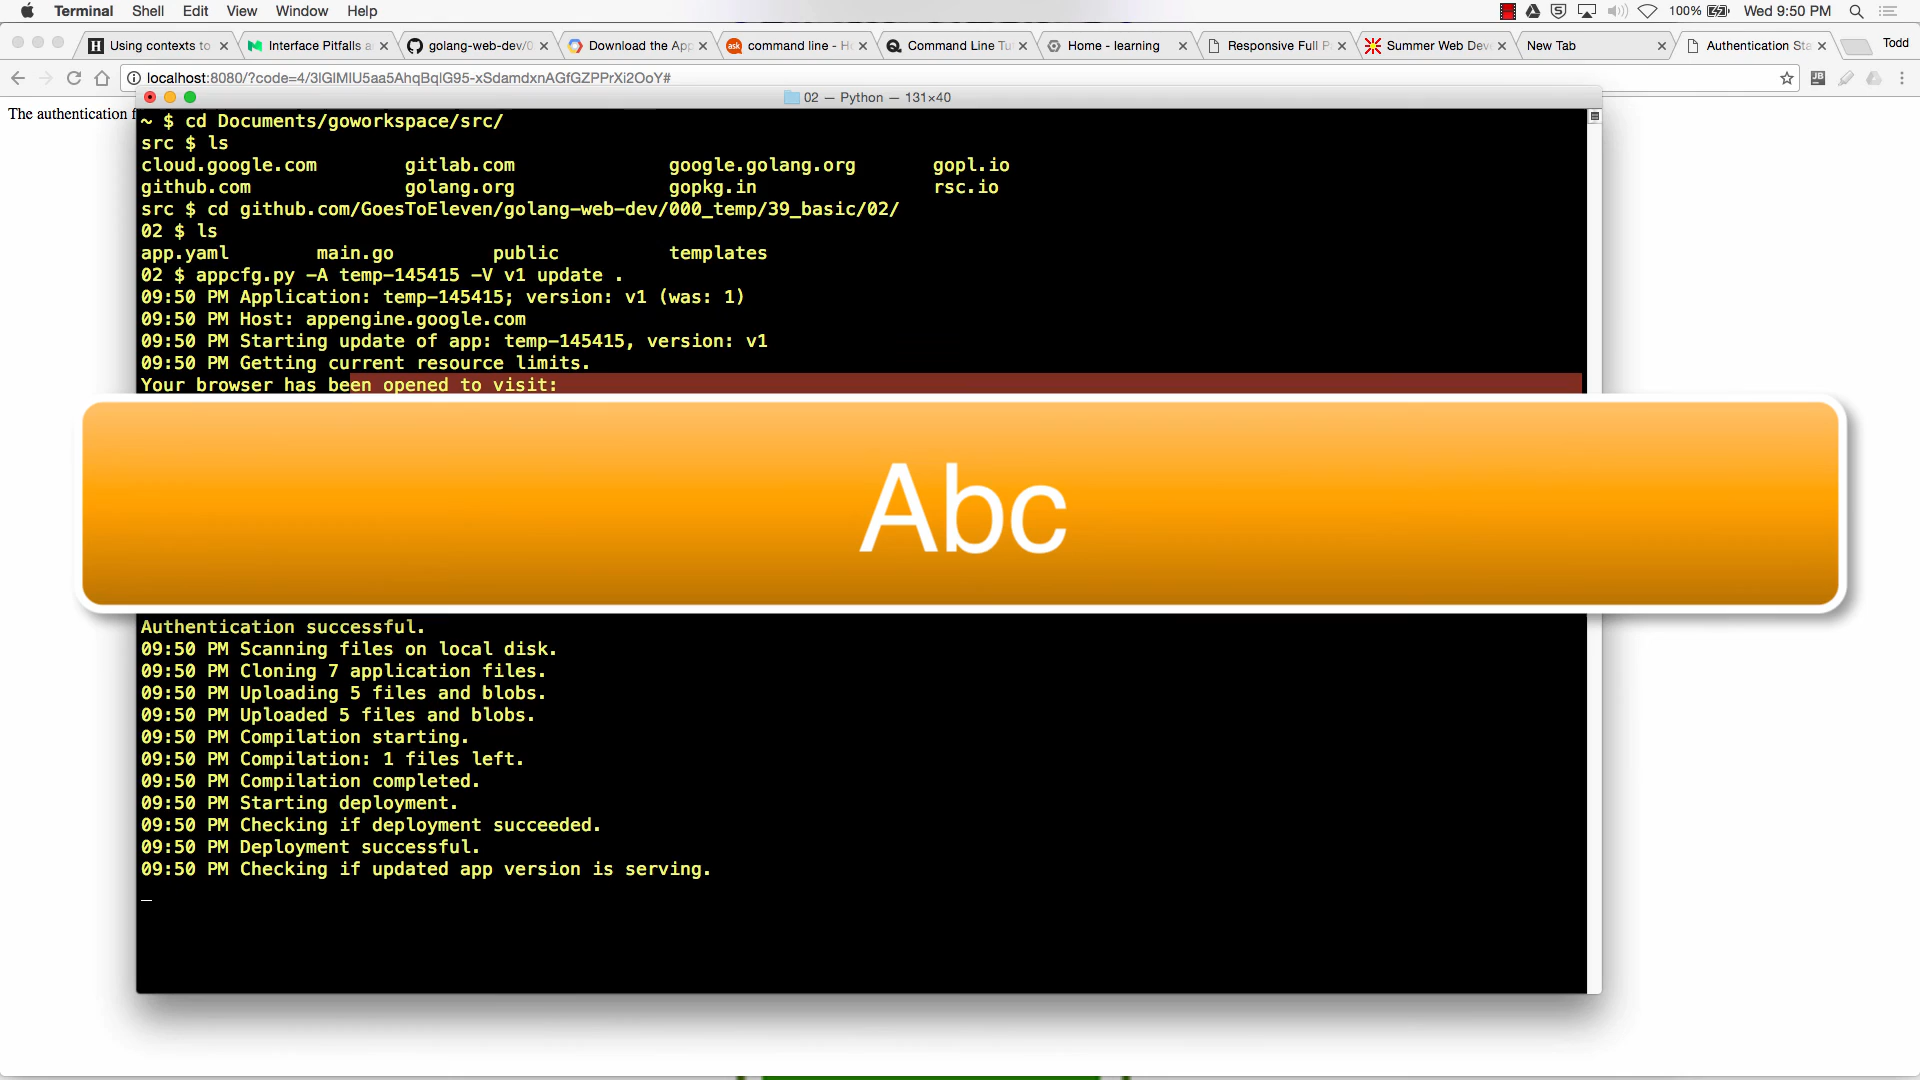 Terminal Shell Edit View Window Help 100% Wed 9:50 PM
Using contexts to Interface Pitfalls a golang-web-dev/0 Download the Ap command line - H Command Line Tu Home - learning Responsive Full P Summer Web Dev New Tab Authentication Sta Todd
localhost:8080/?code=4/3lGlMlU5aa5AhqBqlG95-xSdamdxnAGfGZPPrXi2OoY#
02 — Python — 131×40
The authentication f
~ $ cd Documents/goworkspace/src/
src $ ls
cloud.google.com gitlab.com google.golang.org gopl.io
github.com golang.org gopkg.in rsc.io
src $ cd github.com/GoesToEleven/golang-web-dev/000_temp/39_basic/02/
02 $ ls
app.yaml main.go public templates
02 $ appcfg.py -A temp-145415 -V v1 update .
09:50 PM Application: temp-145415; version: v1 (was: 1)
09:50 PM Host: appengine.google.com
09:50 PM Starting update of app: temp-145415, version: v1
09:50 PM Getting current resource limits.
Your browser has been opened to visit:
Abc
Authentication successful.
09:50 PM Scanning files on local disk.
09:50 PM Cloning 7 application files.
09:50 PM Uploading 5 files and blobs.
09:50 PM Uploaded 5 files and blobs.
09:50 PM Compilation starting.
09:50 PM Compilation: 1 files left.
09:50 PM Compilation completed.
09:50 PM Starting deployment.
09:50 PM Checking if deployment succeeded.
09:50 PM Deployment successful.
09:50 PM Checking if updated app version is serving.